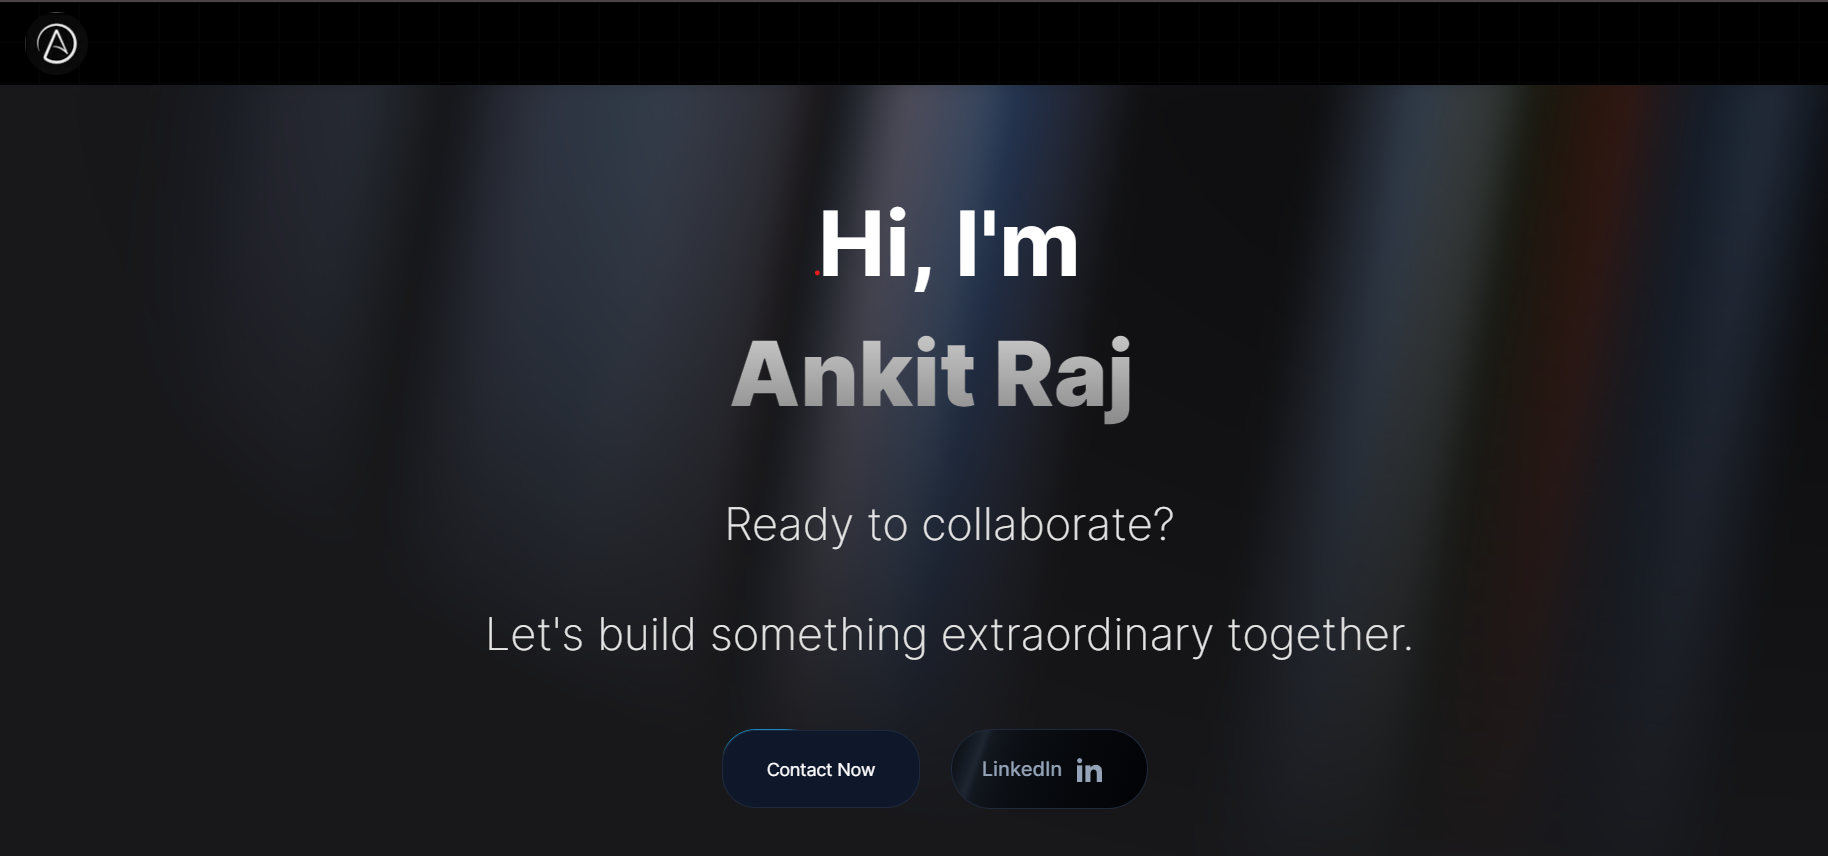 Hi, I'm
Ankit Raj
Ready to collaborate?
Let's build something extraordinary together.
Contact Now
LinkedIn in